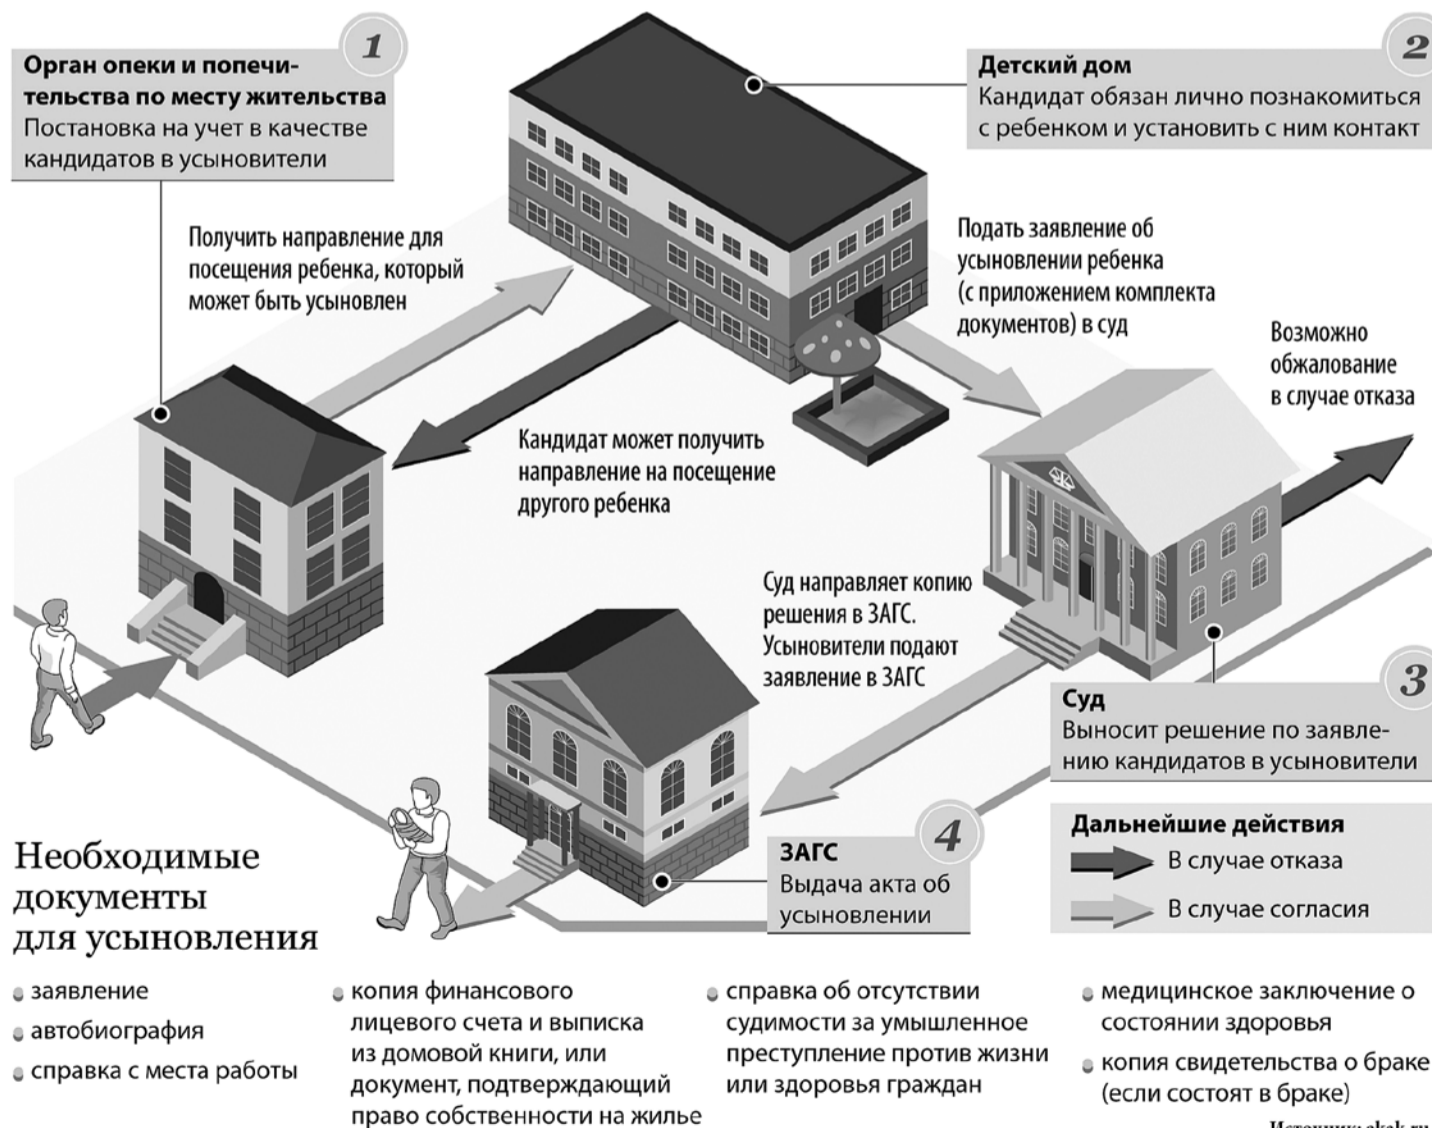 1
Орган опеки и попечи-
тельства по месту жительства
Постановка на учет в качестве
кандидатов в усыновители
2
Детский дом
Кандидат обязан лично познакомиться
с ребенком и установить с ним контакт
Получить направление для
посещения ребенка, который
может быть усыновлен
Подать заявление об
усыновлении ребенка
(с приложением комплекта
документов) в суд
Возможно
обжалование
в случае отказа
Кандидат может получить
направление на посещение
другого ребенка
Суд направляет копию
решения в ЗАГС.
Усыновители подают
заявление в ЗАГС
3
Суд
Выносит решение по заявле-
нию кандидатов в усыновители
4
ЗАГС
Выдача акта об
усыновлении
Дальнейшие действия
В случае отказа
В случае согласия
Необходимые
документы
для усыновления
заявление
автобиография
справка с места работы
копия финансового
лицевого счета и выписка
из домовой книги, или
документ, подтверждающий
право собственности на жилье
справка об отсутствии
судимости за умышленное
преступление против жизни
или здоровья граждан
медицинское заключение о
состоянии здоровья
копия свидетельства о браке
(если состоят в браке)